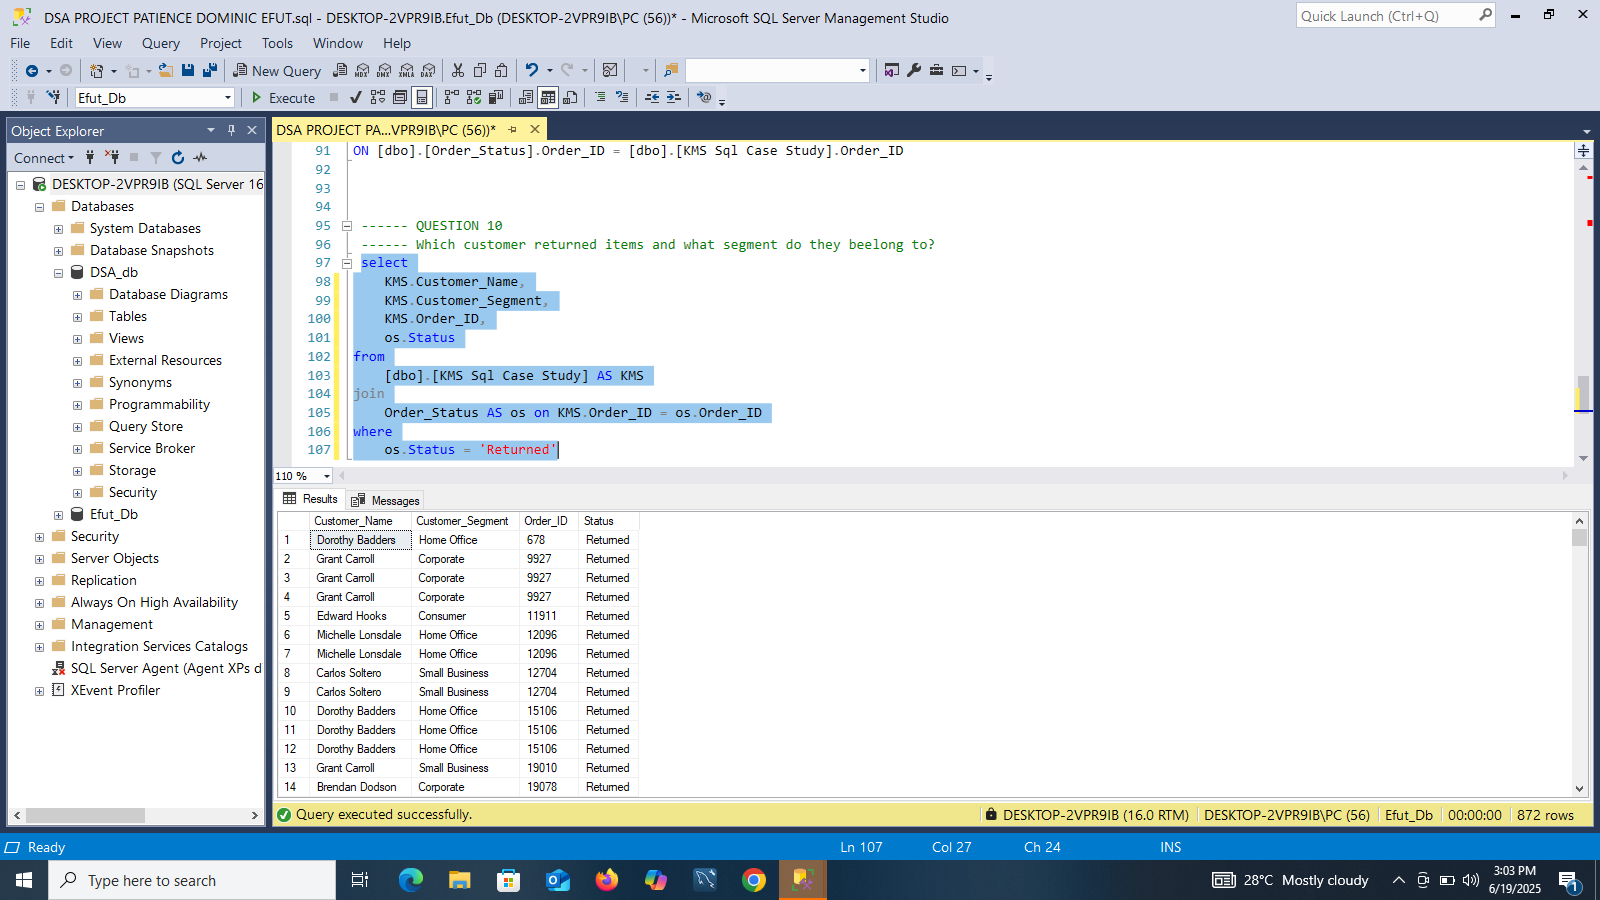 DSA PROJECT PATIENCE DOMINIC EFUT.sql - DESKTOP-2VPR9IB.Efut_Db (DESKTOP-2VPR9IB\PC (56))* - Microsoft SQL Server Management Studio
Quick Launch (Ctrl+Q)
File Edit View Query Project Tools Window Help
New Query
MDX DMX XMLA DAX
Efut_Db
Execute
Object Explorer
Connect
DESKTOP-2VPR9IB (SQL Server 16
Databases
System Databases
Database Snapshots
DSA_db
Database Diagrams
Tables
Views
External Resources
Synonyms
Programmability
Query Store
Service Broker
Storage
Security
Efut_Db
Security
Server Objects
Replication
Always On High Availability
Management
Integration Services Catalogs
SQL Server Agent (Agent XPs d
XEvent Profiler
DSA PROJECT PA...VPR9IB\PC (56))*
91 ON [dbo].[Order_Status].Order_ID = [dbo].[KMS Sql Case Study].Order_ID
92
93
94
95 ------ QUESTION 10
96 ------ Which customer returned items and what segment do they beelong to?
97 select
98 KMS.Customer_Name,
99 KMS.Customer_Segment,
100 KMS.Order_ID,
101 os.Status
102 from
103 [dbo].[KMS Sql Case Study] AS KMS
104 join
105 Order_Status AS os on KMS.Order_ID = os.Order_ID
106 where
107 os.Status = 'Returned'
110 %
Results Messages
Customer_Name Customer_Segment Order_ID Status
1 Dorothy Badders Home Office 678 Returned
2 Grant Carroll Corporate 9927 Returned
3 Grant Carroll Corporate 9927 Returned
4 Grant Carroll Corporate 9927 Returned
5 Edward Hooks Consumer 11911 Returned
6 Michelle Lonsdale Home Office 12096 Returned
7 Michelle Lonsdale Home Office 12096 Returned
8 Carlos Soltero Small Business 12704 Returned
9 Carlos Soltero Small Business 12704 Returned
10 Dorothy Badders Home Office 15106 Returned
11 Dorothy Badders Home Office 15106 Returned
12 Dorothy Badders Home Office 15106 Returned
13 Grant Carroll Small Business 19010 Returned
14 Brendan Dodson Corporate 19078 Returned
Query executed successfully.
DESKTOP-2VPR9IB (16.0 RTM) DESKTOP-2VPR9IB\PC (56) Efut_Db 00:00:00 872 rows
Ready
Ln 107 Col 27 Ch 24 INS
Type here to search
28°C Mostly cloudy
3:03 PM
6/19/2025
1